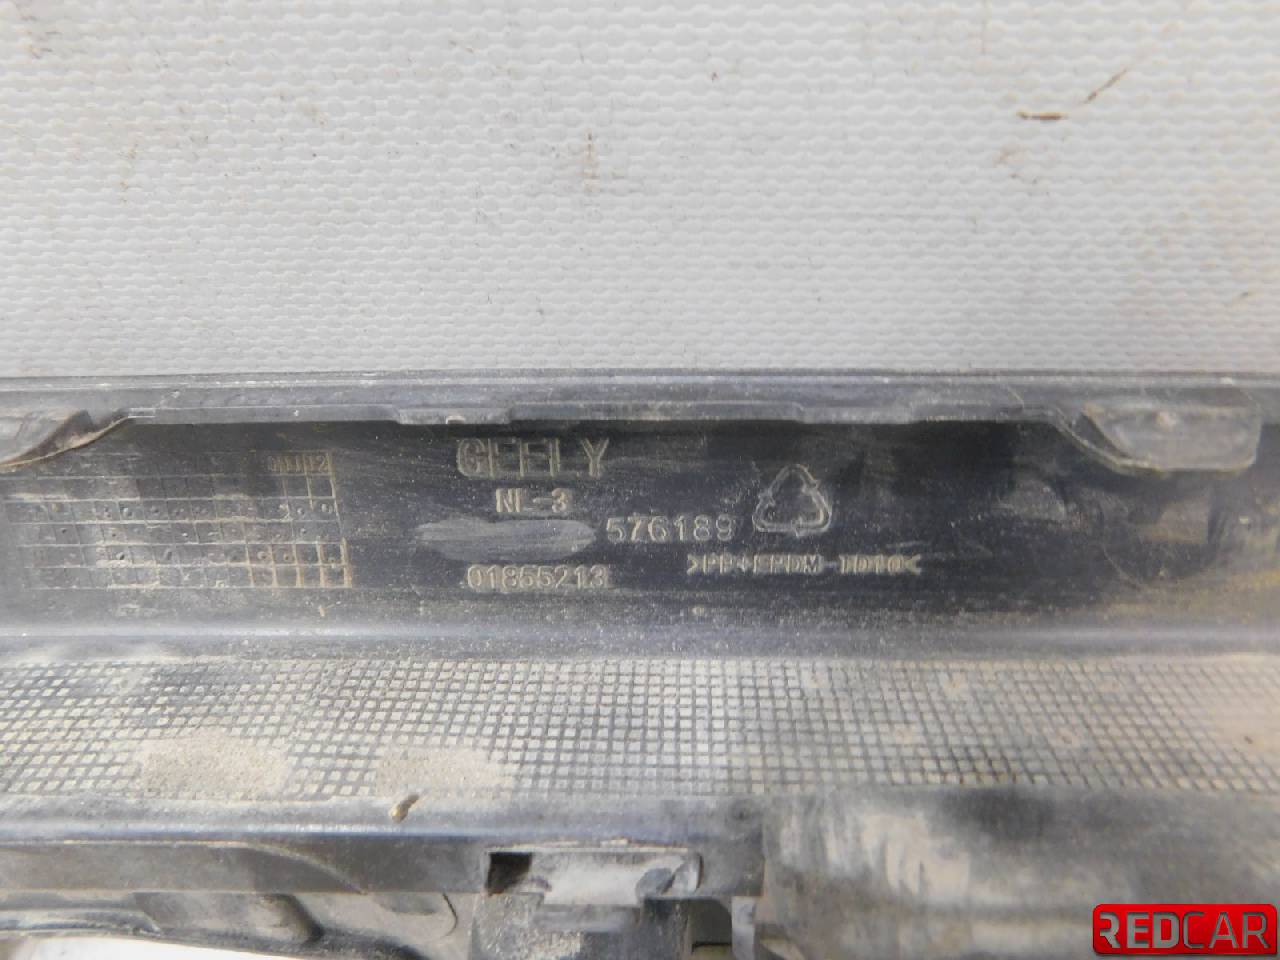 GEELY
NL-3
576189
01855213
>PP+EPDM-TD10<
REDCAR